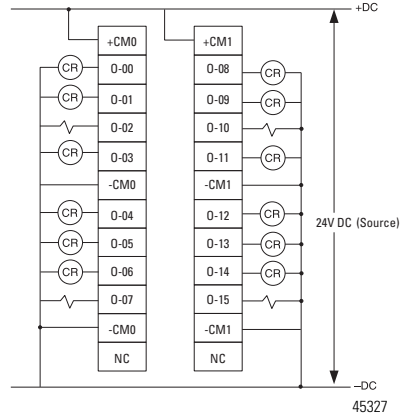 +DC
+CM0 +CM1
CR 0-00 0-08 CR
CR 0-01 0-09 CR
0-02 0-10
CR 0-03 0-11 CR
-CM0 -CM1
CR 0-04 0-12 CR
24V DC (Source)
CR 0-05 0-13 CR
CR 0-06 0-14 CR
0-07 0-15
-CM0 -CM1
NC NC
–DC
45327